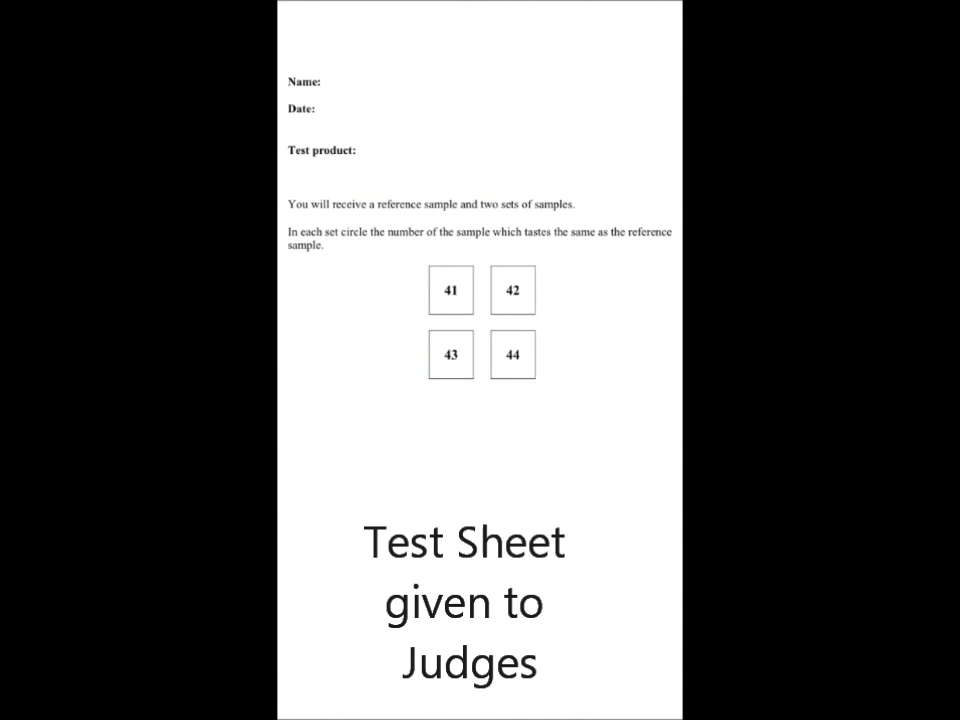 Name:
Date:
Test product:
You will receive a reference sample and two sets of samples.
In each set circle the number of the sample which tastes the same as the reference
sample.
41 42
43 44
Test Sheet
given to
Judges